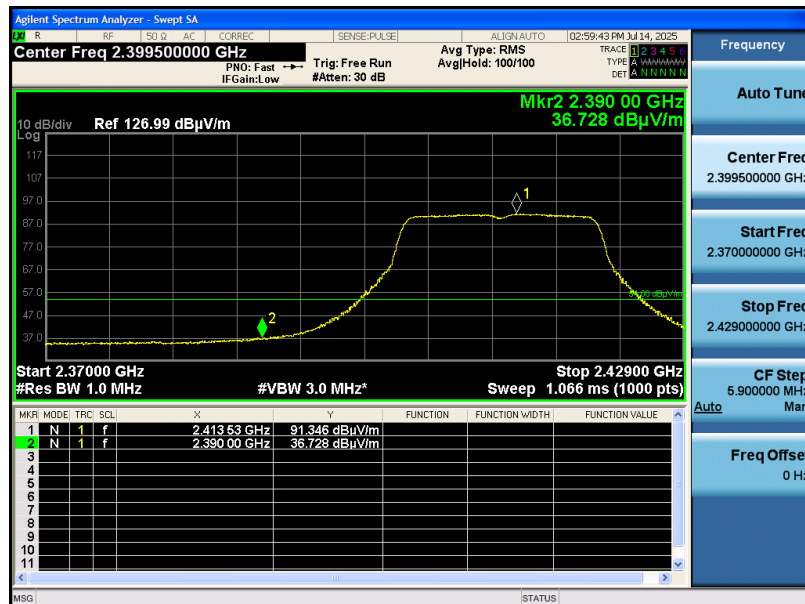 Agilent Spectrum Analyzer - Swept SA
LXI R RF 50 Ω AC CORREC SENSE:PULSE ALIGN AUTO 02:59:43 PM Jul 14, 2025
Center Freq 2.399500000 GHz
PNO: Fast
IFGain:Low
Trig: Free Run
#Atten: 30 dB
Avg Type: RMS
Avg|Hold: 100/100
TRACE 1 2 3 4 5 6
TYPE A WWWWW
DET A N N N N N
Mkr2 2.390 00 GHz
36.728 dBµV/m
10 dB/div Ref 126.99 dBµV/m
Log
117
107
97.0
87.0
77.0
67.0
57.0
47.0
37.0
1
2
54.00 dBµV/m
Start 2.37000 GHz Stop 2.42900 GHz
#Res BW 1.0 MHz #VBW 3.0 MHz* Sweep 1.066 ms (1000 pts)
MKR MODE TRC SCL X Y FUNCTION FUNCTION WIDTH FUNCTION VALUE
1 N 1 f 2.413 53 GHz 91.346 dBµV/m
2 N 1 f 2.390 00 GHz 36.728 dBµV/m
3
4
5
6
7
8
9
10
11
MSG STATUS
Frequency
Auto Tune
Center Freq
2.399500000 GHz
Start Freq
2.370000000 GHz
Stop Freq
2.429000000 GHz
CF Step
5.900000 MHz
Auto Man
Freq Offset
0 Hz